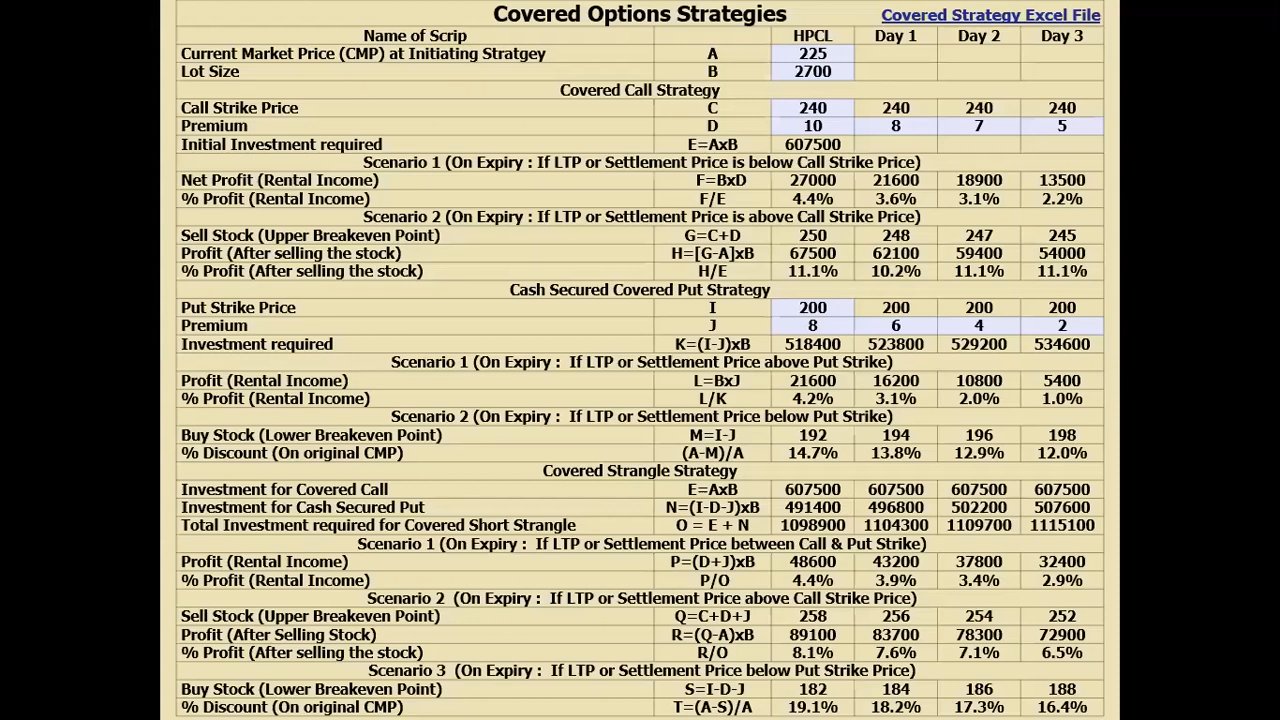 Covered Options Strategies Covered Strategy Excel File
Name of Scrip HPCL Day 1 Day 2 Day 3
Current Market Price (CMP) at Initiating Stratgey A 225
Lot Size B 2700
Covered Call Strategy
Call Strike Price C 240 240 240 240
Premium D 10 8 7 5
Initial Investment required E=AxB 607500
Scenario 1 (On Expiry : If LTP or Settlement Price is below Call Strike Price)
Net Profit (Rental Income) F=BxD 27000 21600 18900 13500
% Profit (Rental Income) F/E 4.4% 3.6% 3.1% 2.2%
Scenario 2 (On Expiry : If LTP or Settlement Price is above Call Strike Price)
Sell Stock (Upper Breakeven Point) G=C+D 250 248 247 245
Profit (After selling the stock) H=[G-A]xB 67500 62100 59400 54000
% Profit (After selling the stock) H/E 11.1% 10.2% 11.1% 11.1%
Cash Secured Covered Put Strategy
Put Strike Price I 200 200 200 200
Premium J 8 6 4 2
Investment required K=(I-J)xB 518400 523800 529200 534600
Scenario 1 (On Expiry : If LTP or Settlement Price above Put Strike)
Profit (Rental Income) L=BxJ 21600 16200 10800 5400
% Profit (Rental Income) L/K 4.2% 3.1% 2.0% 1.0%
Scenario 2 (On Expiry : If LTP or Settlement Price below Put Strike)
Buy Stock (Lower Breakeven Point) M=I-J 192 194 196 198
% Discount (On original CMP) (A-M)/A 14.7% 13.8% 12.9% 12.0%
Covered Strangle Strategy
Investment for Covered Call E=AxB 607500 607500 607500 607500
Investment for Cash Secured Put N=(I-D-J)xB 491400 496800 502200 507600
Total Investment required for Covered Short Strangle O = E + N 1098900 1104300 1109700 1115100
Scenario 1 (On Expiry : If LTP or Settlement Price between Call & Put Strike)
Profit (Rental Income) P=(D+J)xB 48600 43200 37800 32400
% Profit (Rental Income) P/O 4.4% 3.9% 3.4% 2.9%
Scenario 2 (On Expiry : If LTP or Settlement Price above Call Strike Price)
Sell Stock (Upper Breakeven Point) Q=C+D+J 258 256 254 252
Profit (After Selling Stock) R=(Q-A)xB 89100 83700 78300 72900
% Profit (After selling the stock) R/O 8.1% 7.6% 7.1% 6.5%
Scenario 3 (On Expiry : If LTP or Settlement Price below Put Strike Price)
Buy Stock (Lower Breakeven Point) S=I-D-J 182 184 186 188
% Discount (On original CMP) T=(A-S)/A 19.1% 18.2% 17.3% 16.4%